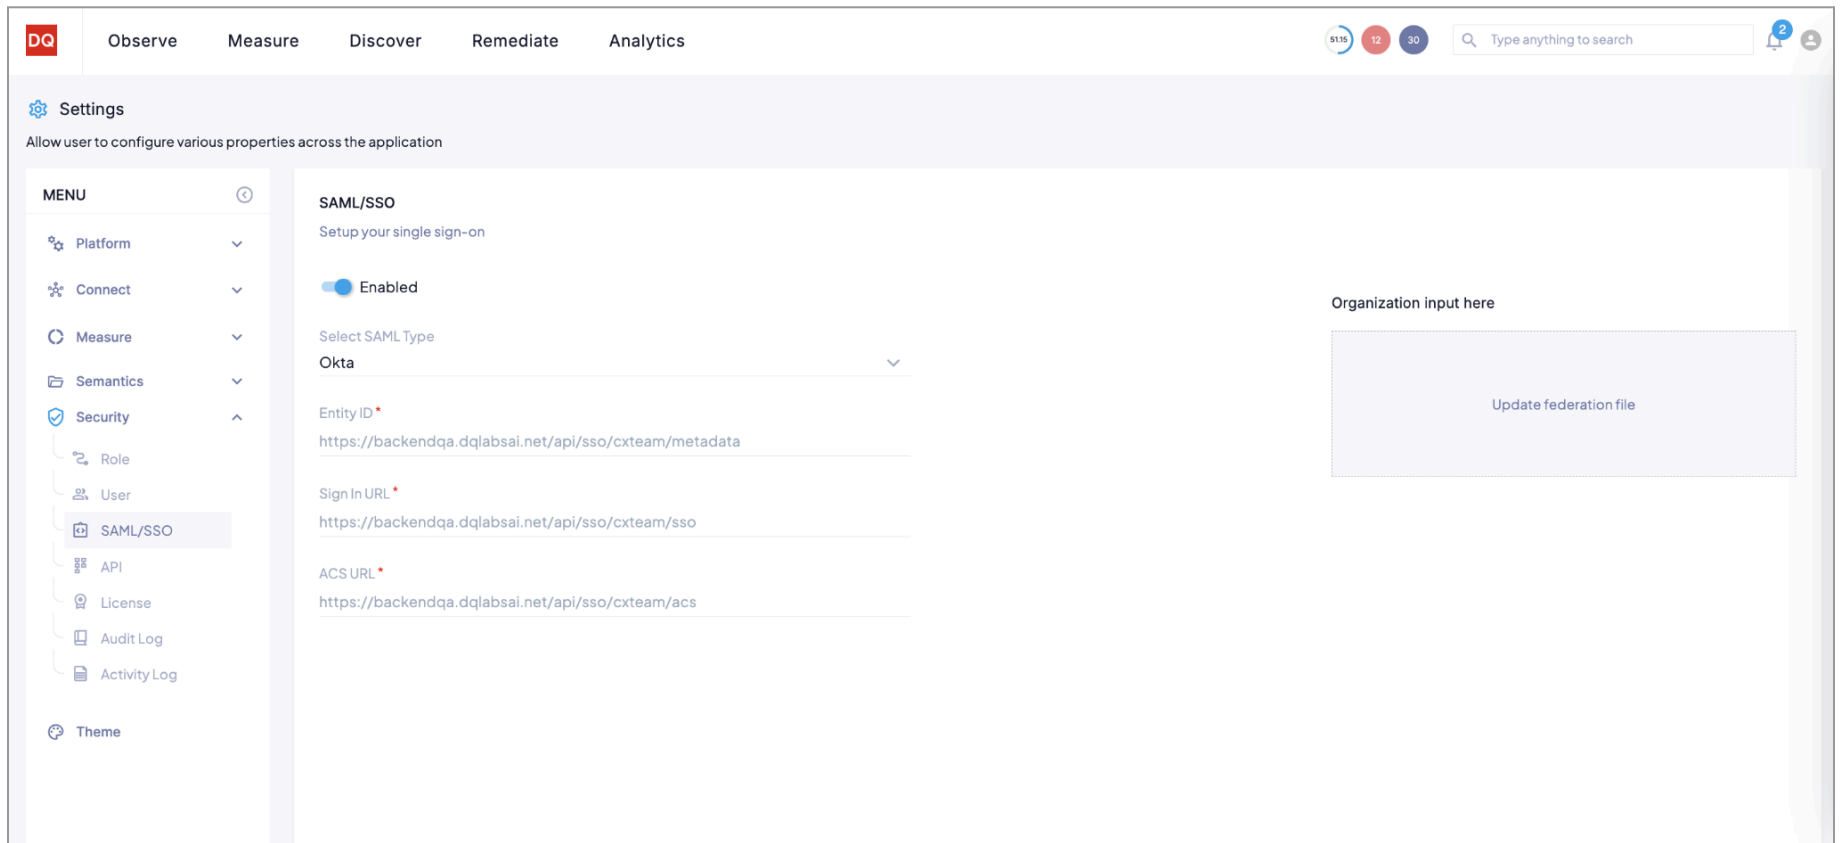 DQ
Observe Measure Discover Remediate Analytics
51.15 12 30 Type anything to search 2
Settings
Allow user to configure various properties across the application
MENU
Platform
Connect
Measure
Semantics
Security
Role
User
SAML/SSO
API
License
Audit Log
Activity Log
Theme
SAML/SSO
Setup your single sign-on
Enabled
Select SAML Type
Okta
Entity ID *
https://backendqa.dqlabsai.net/api/sso/cxteam/metadata
Sign In URL *
https://backendqa.dqlabsai.net/api/sso/cxteam/sso
ACS URL *
https://backendqa.dqlabsai.net/api/sso/cxteam/acs
Organization input here
Update federation file